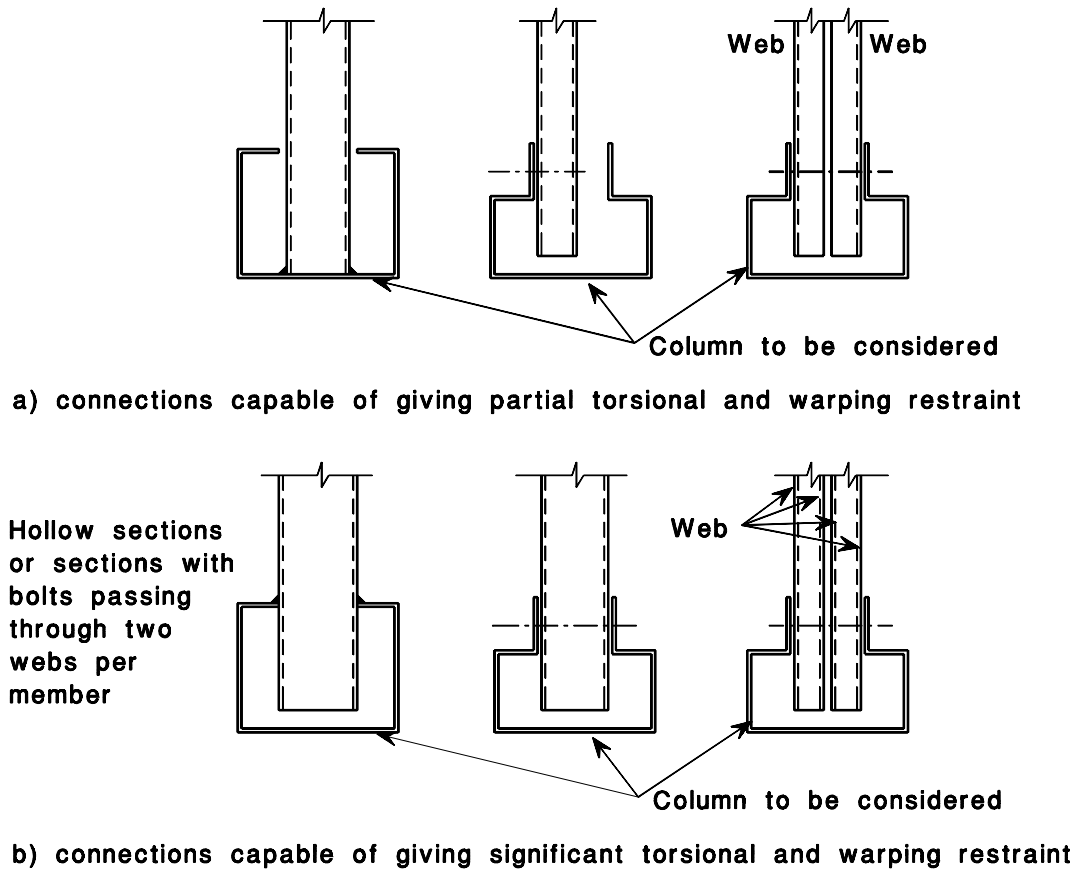 Web
Web
Column to be considered
a) connections capable of giving partial torsional and warping restraint
Hollow sections
or sections with
bolts passing
through two
webs per
member
Web
Column to be considered
b) connections capable of giving significant torsional and warping restraint